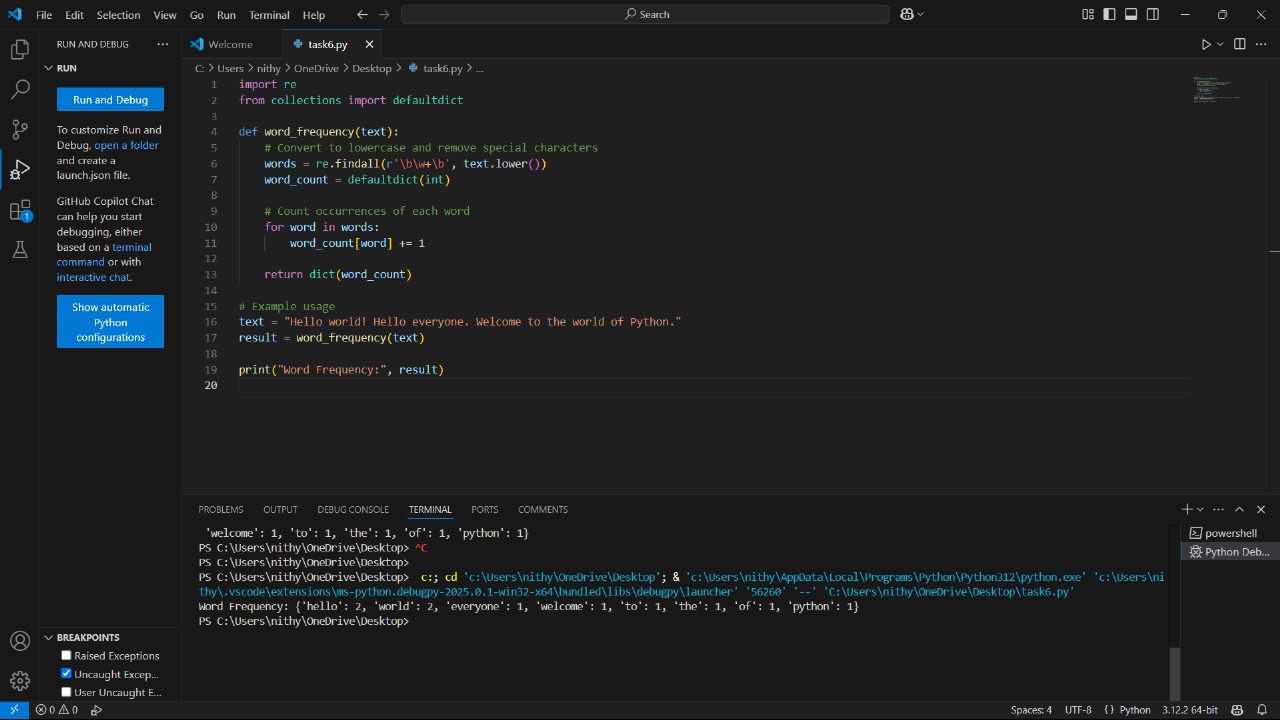 File Edit Selection View Go Run Terminal Help Search
RUN AND DEBUG ...
RUN
Run and Debug
To customize Run and
Debug, open a folder
and create a
launch.json file.
GitHub Copilot Chat
can help you start
debugging, either
based on a terminal
command or with
interactive chat.
Show automatic
Python
configurations
1
BREAKPOINTS
Raised Exceptions
Uncaught Excep...
User Uncaught E...
Welcome task6.py
C: > Users > nithy > OneDrive > Desktop > task6.py > ...
1 import re
2 from collections import defaultdict
3
4 def word_frequency(text):
5 # Convert to lowercase and remove special characters
6 words = re.findall(r'\b\w+\b', text.lower())
7 word_count = defaultdict(int)
8
9 # Count occurrences of each word
10 for word in words:
11 word_count[word] += 1
12
13 return dict(word_count)
14
15 # Example usage
16 text = "Hello world! Hello everyone. Welcome to the world of Python."
17 result = word_frequency(text)
18
19 print("Word Frequency:", result)
20
PROBLEMS OUTPUT DEBUG CONSOLE TERMINAL PORTS COMMENTS
'welcome': 1, 'to': 1, 'the': 1, 'of': 1, 'python': 1}
PS C:\Users\nithy\OneDrive\Desktop> ^C
PS C:\Users\nithy\OneDrive\Desktop>
PS C:\Users\nithy\OneDrive\Desktop> c:; cd 'c:\Users\nithy\OneDrive\Desktop'; & 'c:\Users\nithy\AppData\Local\Programs\Python\Python312\python.exe' 'c:\Users\ni
thy\.vscode\extensions\ms-python.debugpy-2025.0.1-win32-x64\bundled\libs\debugpy\launcher' '56260' '--' 'C:\Users\nithy\OneDrive\Desktop\task6.py'
Word Frequency: {'hello': 2, 'world': 2, 'everyone': 1, 'welcome': 1, 'to': 1, 'the': 1, 'of': 1, 'python': 1}
PS C:\Users\nithy\OneDrive\Desktop>
powershell
Python Deb...
0 0 Spaces: 4 UTF-8 {} Python 3.12.2 64-bit